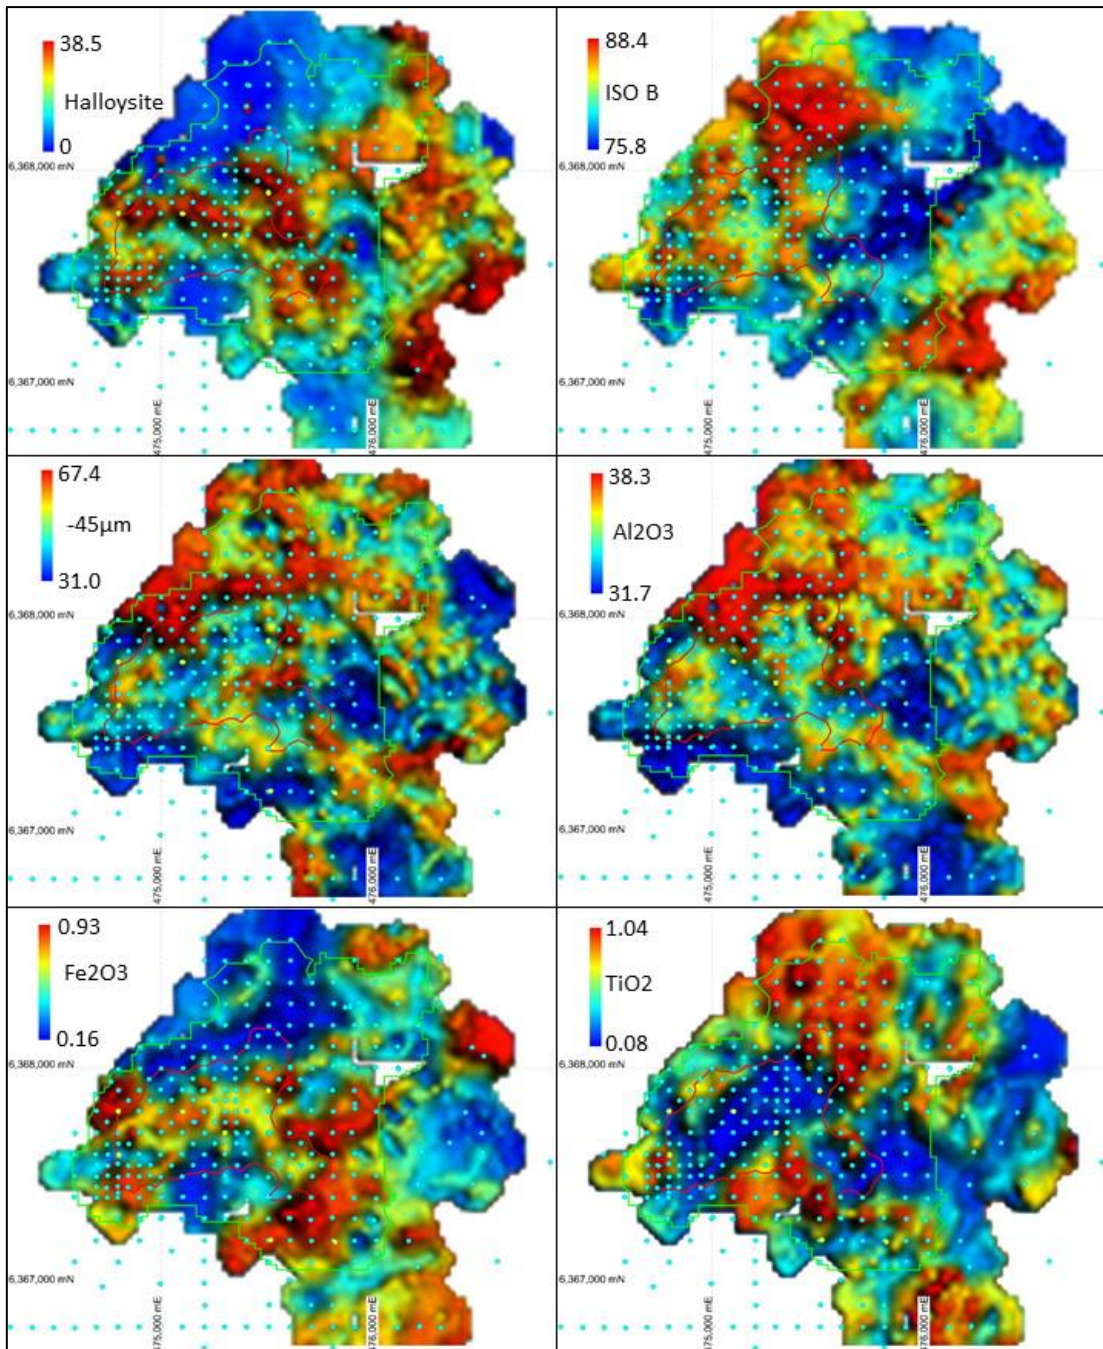 38.5
Halloysite
0
6,368,000 mN
6,367,000 mN
475,000 mE
476,000 mE
88.4
ISO B
75.8
6,368,000 mN
6,367,000 mN
475,000 mE
476,000 mE
67.4
-45µm
31.0
6,368,000 mN
6,367,000 mN
475,000 mE
476,000 mE
38.3
Al2O3
31.7
6,368,000 mN
6,367,000 mN
475,000 mE
476,000 mE
0.93
Fe2O3
0.16
6,368,000 mN
6,367,000 mN
475,000 mE
476,000 mE
1.04
TiO2
0.08
6,368,000 mN
6,367,000 mN
475,000 mE
476,000 mE